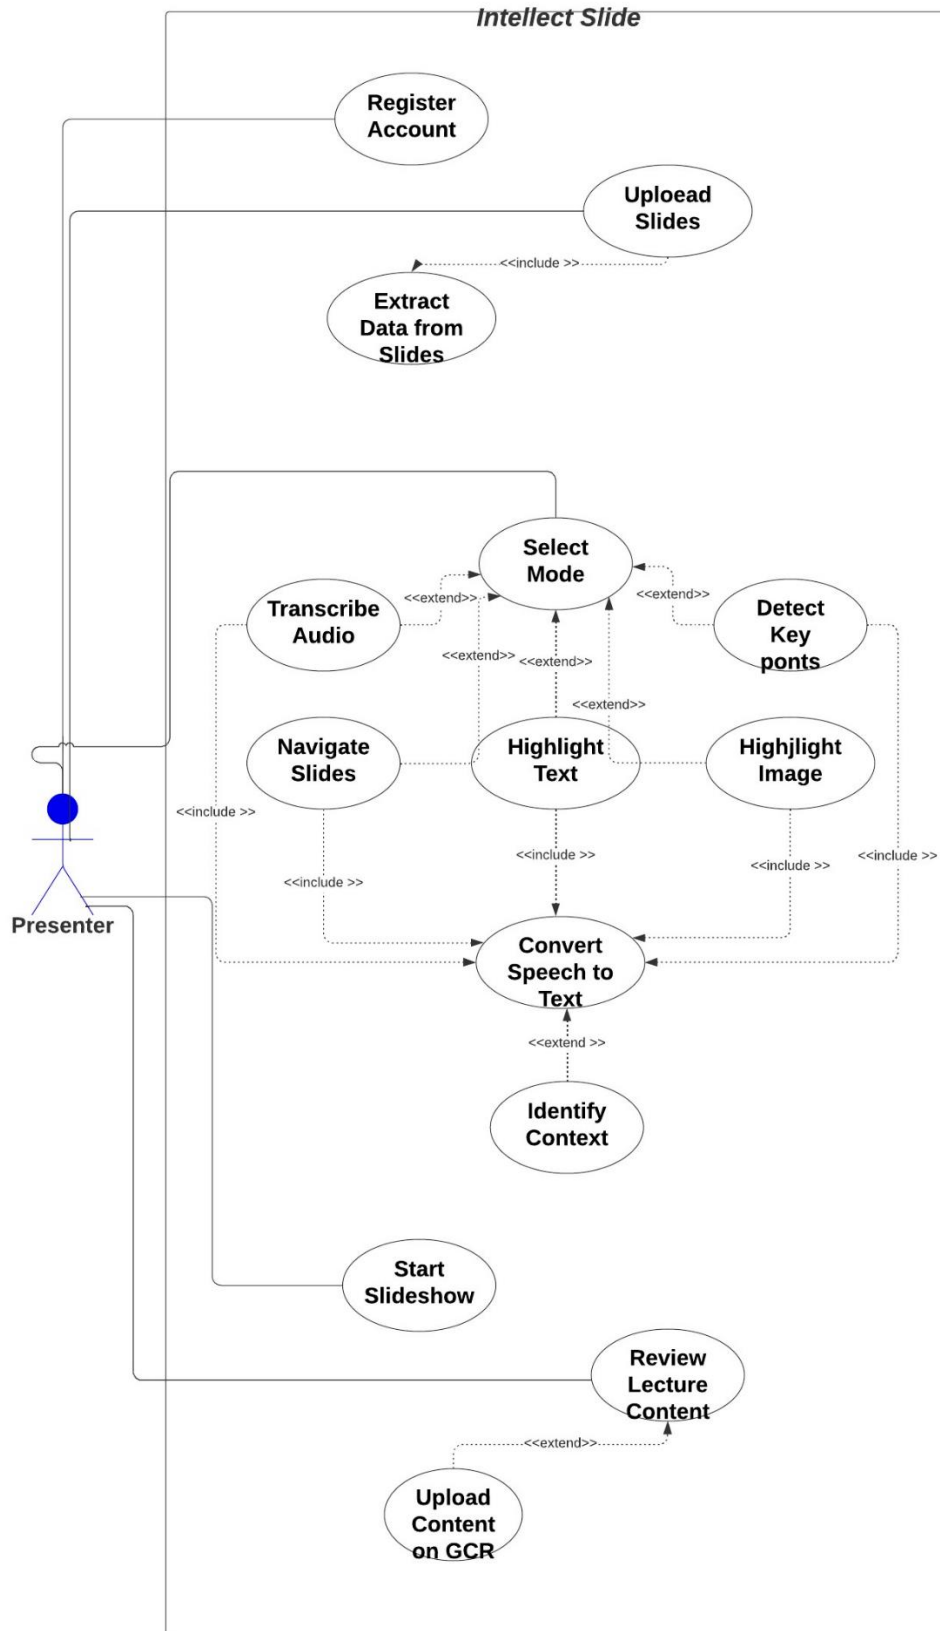 Intellect Slide
Register
Account
Uploead
Slides
<<include >>
Extract
Data from
Slides
Select
Mode
Transcribe
Audio
<<extend>>
<<extend>>
Detect
Key
ponts
<<extend>>
<<extend>>
<<extend>>
Navigate
Slides
Highlight
Text
Highjlight
Image
<<include >>
<<include >>
<<include >>
<<include >>
<<include >>
Presenter
Convert
Speech to
Text
<<extend >>
Identify
Context
Start
Slideshow
Review
Lecture
Content
<<extend>>
Upload
Content
on GCR